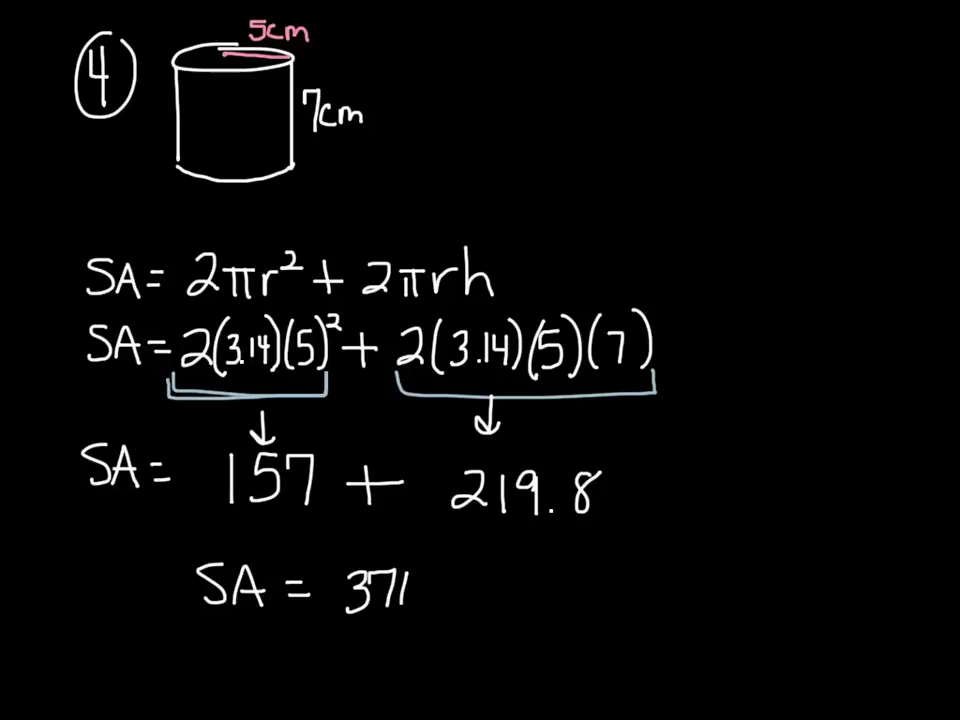 ④ 5cm
7cm
SA = 2πr² + 2πrh
SA = 2(3.14)(5)² + 2(3.14)(5)(7)
SA = 157 + 219.8
SA = 371